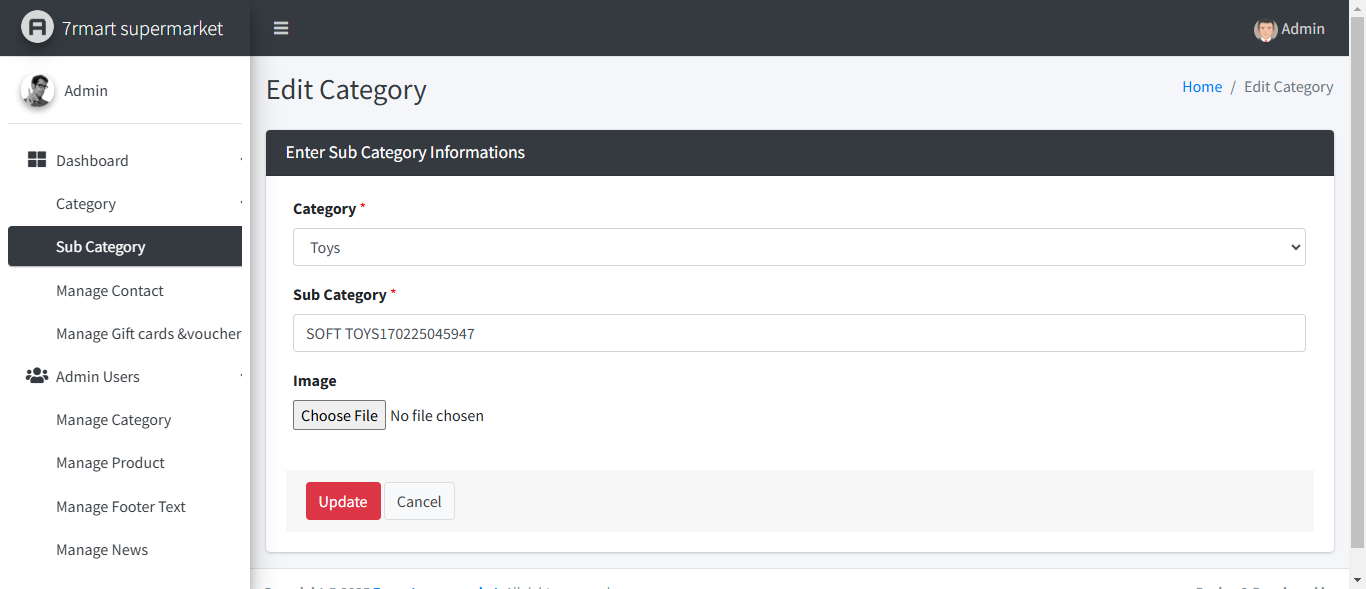 7rmart supermarket
Admin
Admin
Edit Category
Home / Edit Category
Dashboard
Category
Sub Category
Manage Contact
Manage Gift cards &voucher
Admin Users
Manage Category
Manage Product
Manage Footer Text
Manage News
Enter Sub Category Informations
Category *
Toys
Sub Category *
SOFT TOYS170225045947
Image
Choose File No file chosen
Update Cancel